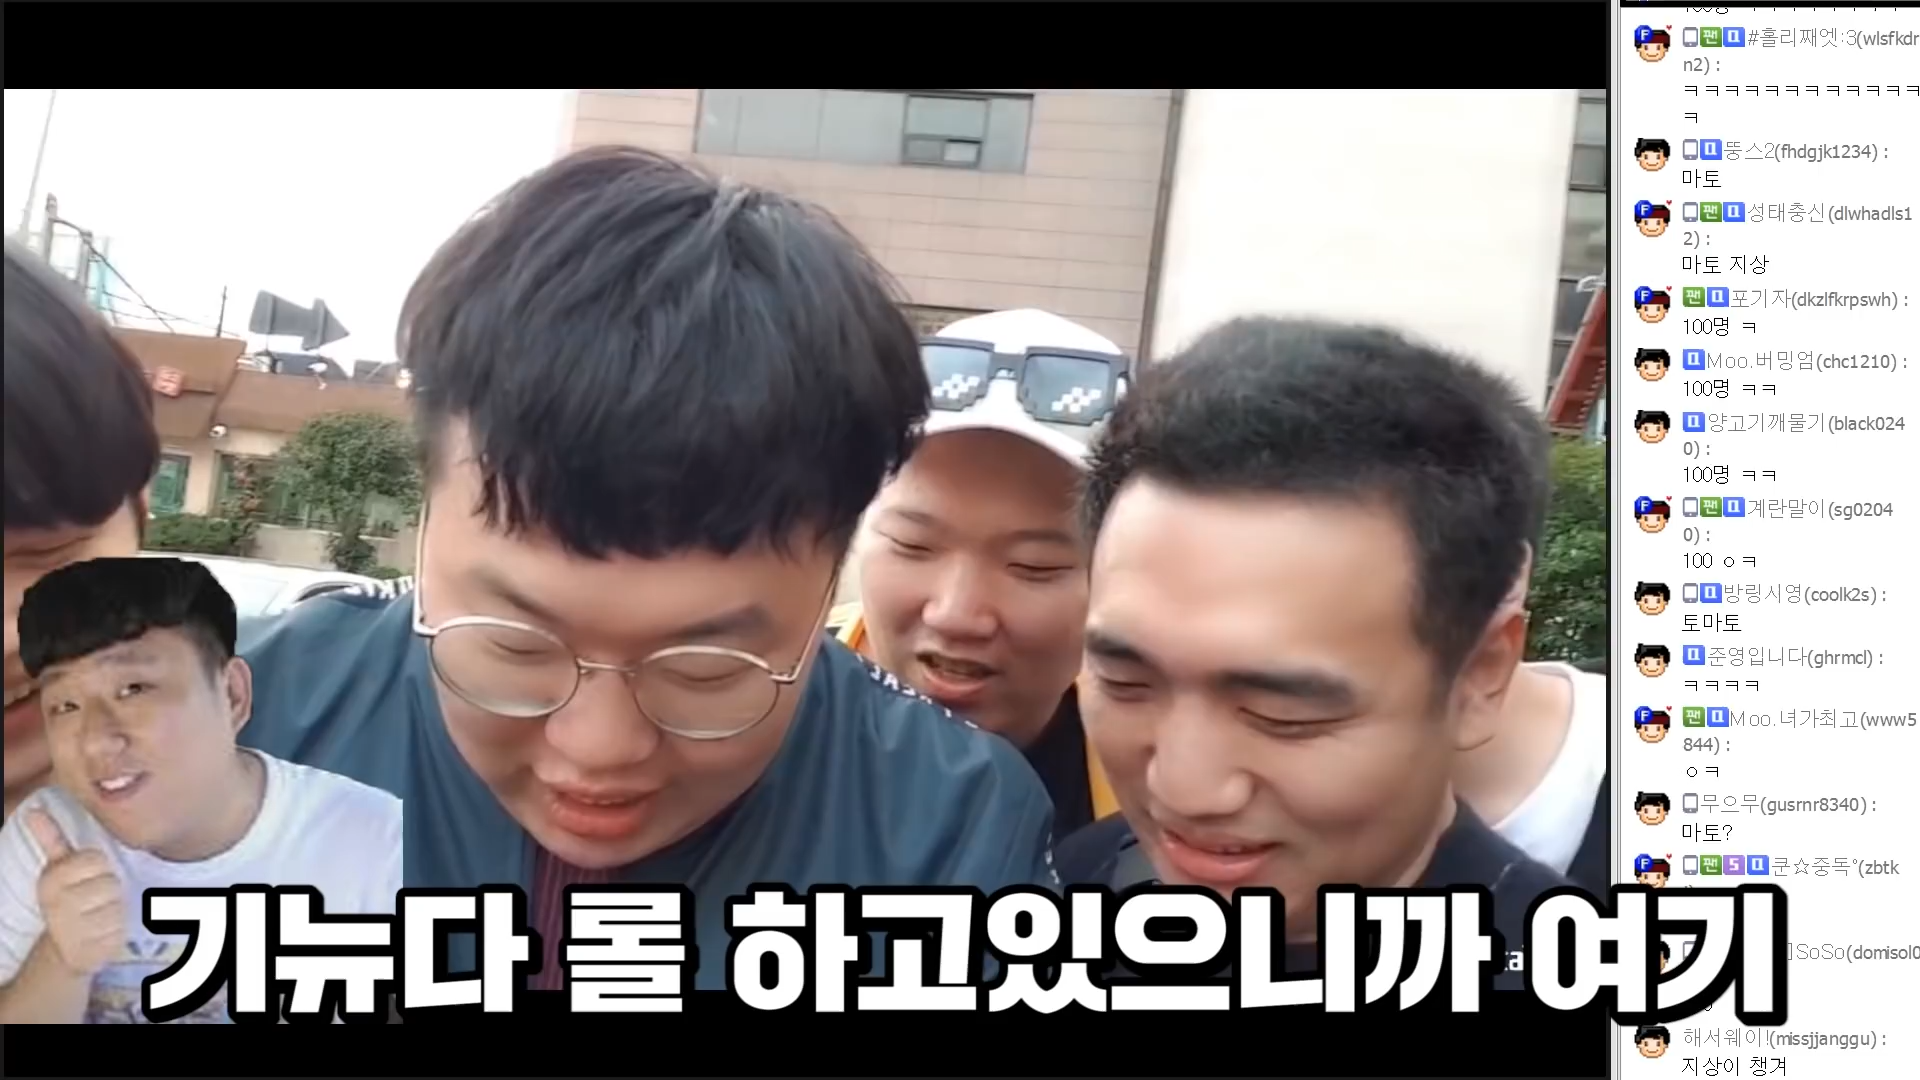 기뉴다 롤 하고있으니까 여기
팬 #홀리째엣:3(wlsfkdr
n2) :
ㅋㅋㅋㅋㅋㅋㅋㅋㅋㅋㅋㅋ
ㅋ
뚱스2(fhdgjk1234) :
마토
팬 성태충신(dlwhadls1
2) :
마토 지상
팬 포기자(dkzlfkrpswh) :
100명 ㅋ
Moo.버밍엄(chc1210) :
100명 ㅋㅋ
양고기깨물기(black024
0) :
100명 ㅋㅋ
팬 계란말이(sg0204
0) :
100 ㅇㅋ
방링시영(coolk2s) :
토마토
준영입니다(ghrmcl) :
ㅋㅋㅋㅋ
팬 Moo.녀가최고(www5
844) :
ㅇㅋ
무으무(gusrnr8340) :
마토?
팬 S 쿤☆중독°(zbtk
SoSo(domisol0
해서웨이!(missjjanggu) :
지상이 챙겨